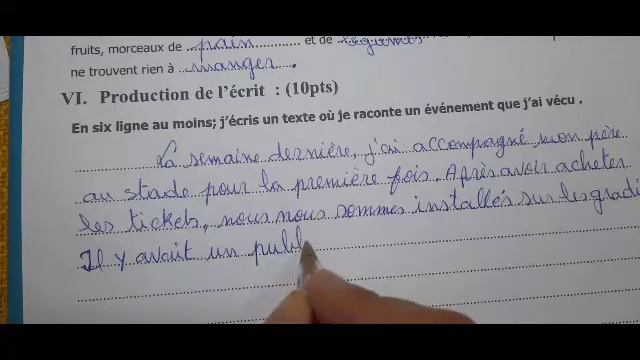 fruits, morceaux de pain et de légumes
ne trouvent rien à manger.
VI. Production de l'écrit : (10pts)
En six ligne au moins; j'écris un texte où je raconte un événement que j'ai vécu .
La semaine dernière, j'ai accompagné mon père
au stade pour la première fois. Après avoir acheter
les tickets, nous nous sommes installés sur les gradi
Il y avait un publ